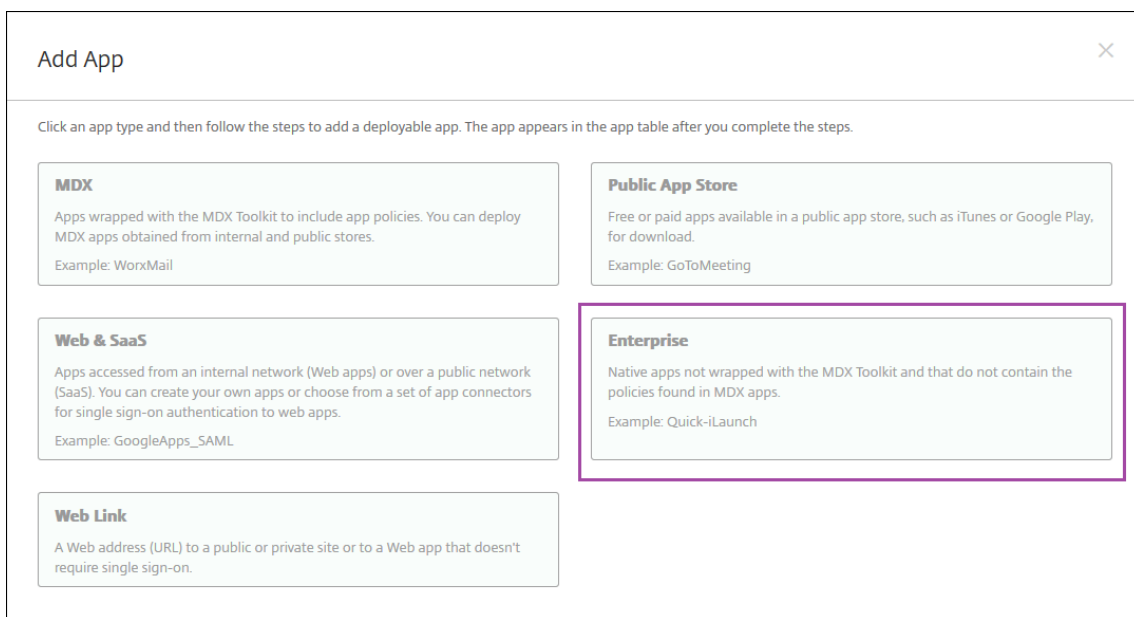 Add App
Click an app type and then follow the steps to add a deployable app. The app appears in the app table after you complete the steps.
MDX
Apps wrapped with the MDX Toolkit to include app policies. You can deploy
MDX apps obtained from internal and public stores.
Example: WorxMail
Public App Store
Free or paid apps available in a public app store, such as iTunes or Google Play,
for download.
Example: GoToMeeting
Web & SaaS
Apps accessed from an internal network (Web apps) or over a public network
(SaaS). You can create your own apps or choose from a set of app connectors
for single sign-on authentication to web apps.
Example: GoogleApps_SAML
Enterprise
Native apps not wrapped with the MDX Toolkit and that do not contain the
policies found in MDX apps.
Example: Quick-iLaunch
Web Link
A Web address (URL) to a public or private site or to a Web app that doesn't
require single sign-on.